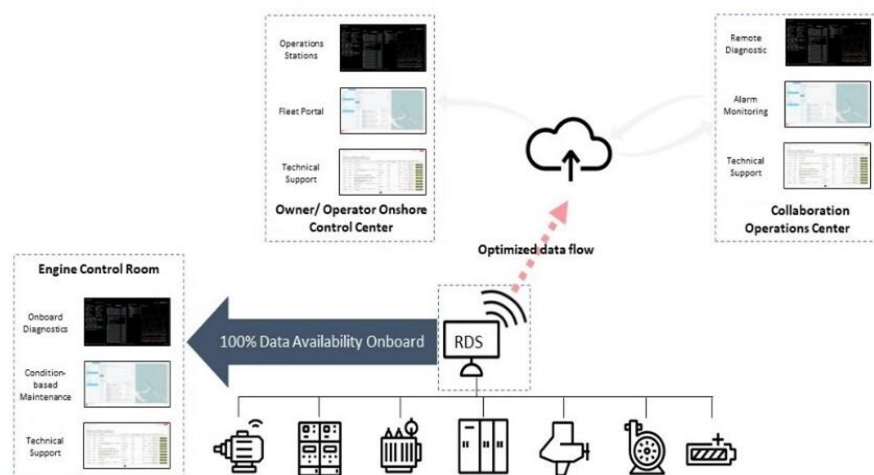 Operations
Stations
Fleet Portal
Technical
Support
Owner/ Operator Onshore
Control Center
Remote
Diagnostic
Alarm
Monitoring
Technical
Support
Collaboration
Operations Center
Optimized data flow
Engine Control Room
Onboard
Diagnostics
Condition-
based
Maintenance
Technical
Support
100% Data Availability Onboard
RDS